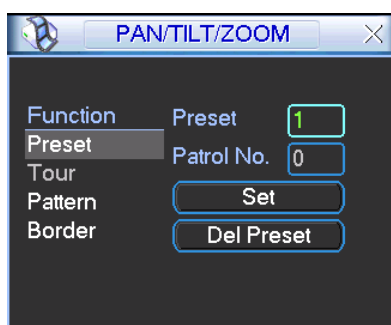 PAN/TILT/ZOOM
Function
Preset
Tour
Pattern
Border
Preset 1
Patrol No. 0
Set
Del Preset